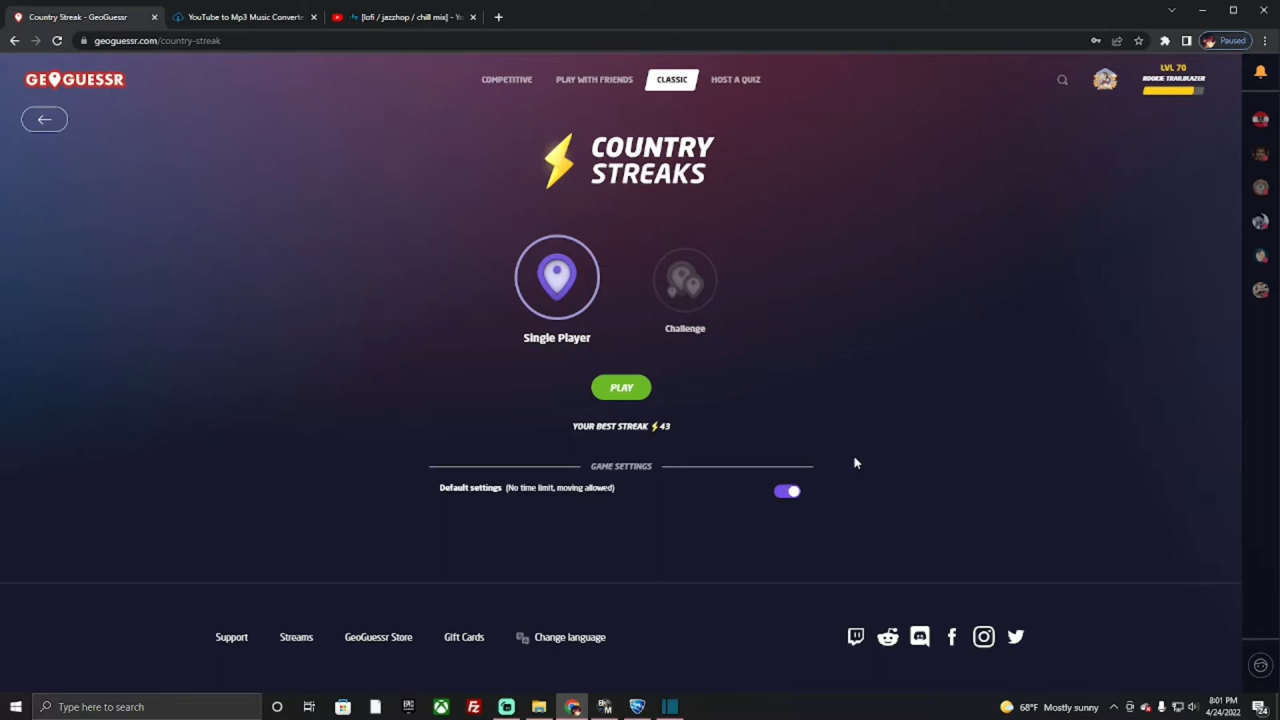 Country Streak - GeoGuessr
YouTube to Mp3 Music Converte
[lofi / jazzhop / chill mix] - Yo
geoguessr.com/country-streak
Paused
GEOGUESSR
COMPETITIVE
PLAY WITH FRIENDS
CLASSIC
HOST A QUIZ
LVL 70
ROOKIE TRAILBLAZER
COUNTRY
STREAKS
Single Player
Challenge
PLAY
YOUR BEST STREAK 43
GAME SETTINGS
Default settings (No time limit, moving allowed)
Support
Streams
GeoGuessr Store
Gift Cards
Change language
Type here to search
68°F Mostly sunny
8:01 PM
4/24/2022
24